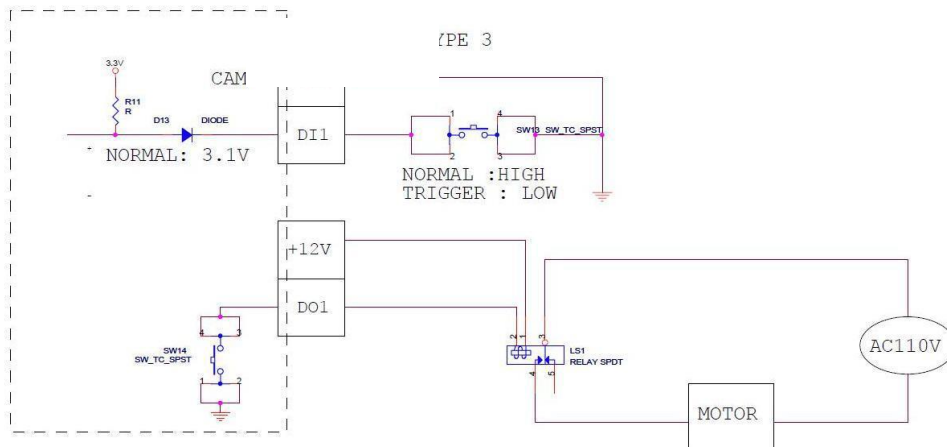 YPE 3
3.3V
CAM
R11
R
D13 DIODE
1 4
DI1
SW13 SW_TC_SPST
2 3
NORMAL: 3.1V
NORMAL :HIGH
TRIGGER : LOW
+12V
DO1
4 3
SW14
SW_TC_SPST
1 2
2 1 3
LS1
RELAY SPDT
4 5
AC110V
MOTOR